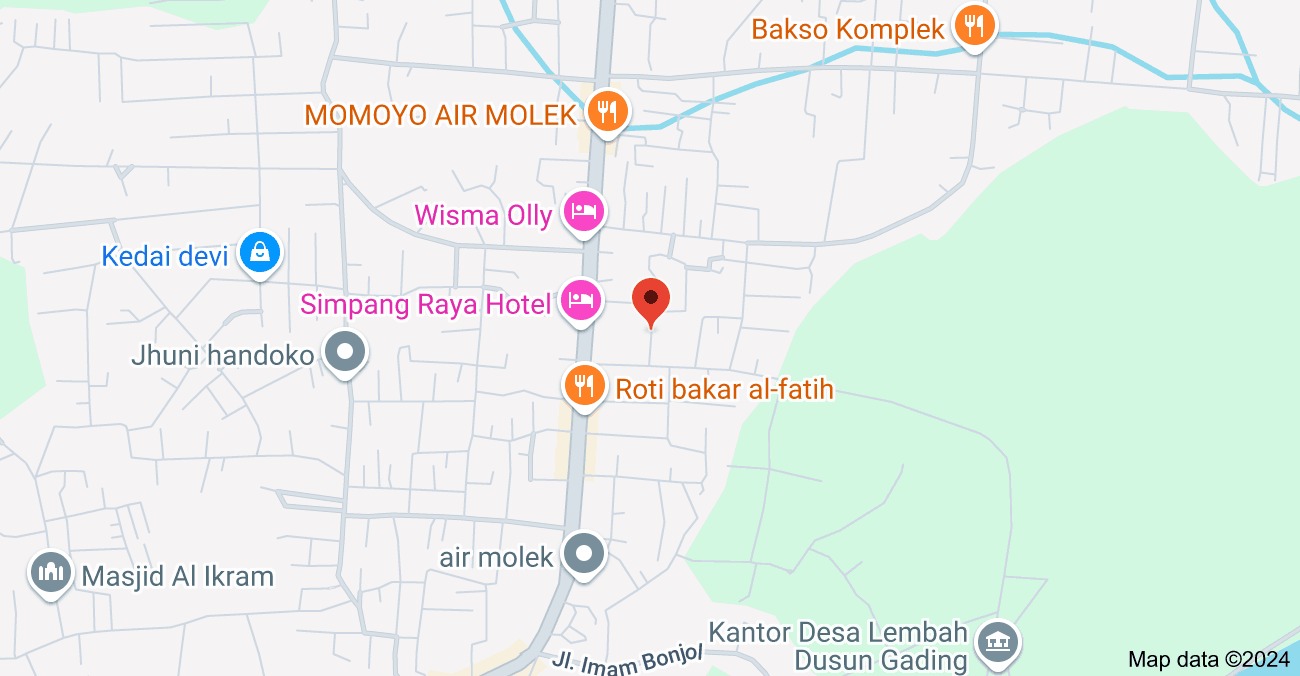 Bakso Komplek
MOMOYO AIR MOLEK
Wisma Olly
Kedai devi
Simpang Raya Hotel
Jhuni handoko
Roti bakar al-fatih
air molek
Masjid Al Ikram
Kantor Desa Lembah
Dusun Gading
Jl. Imam Bonjol
Map data ©2024